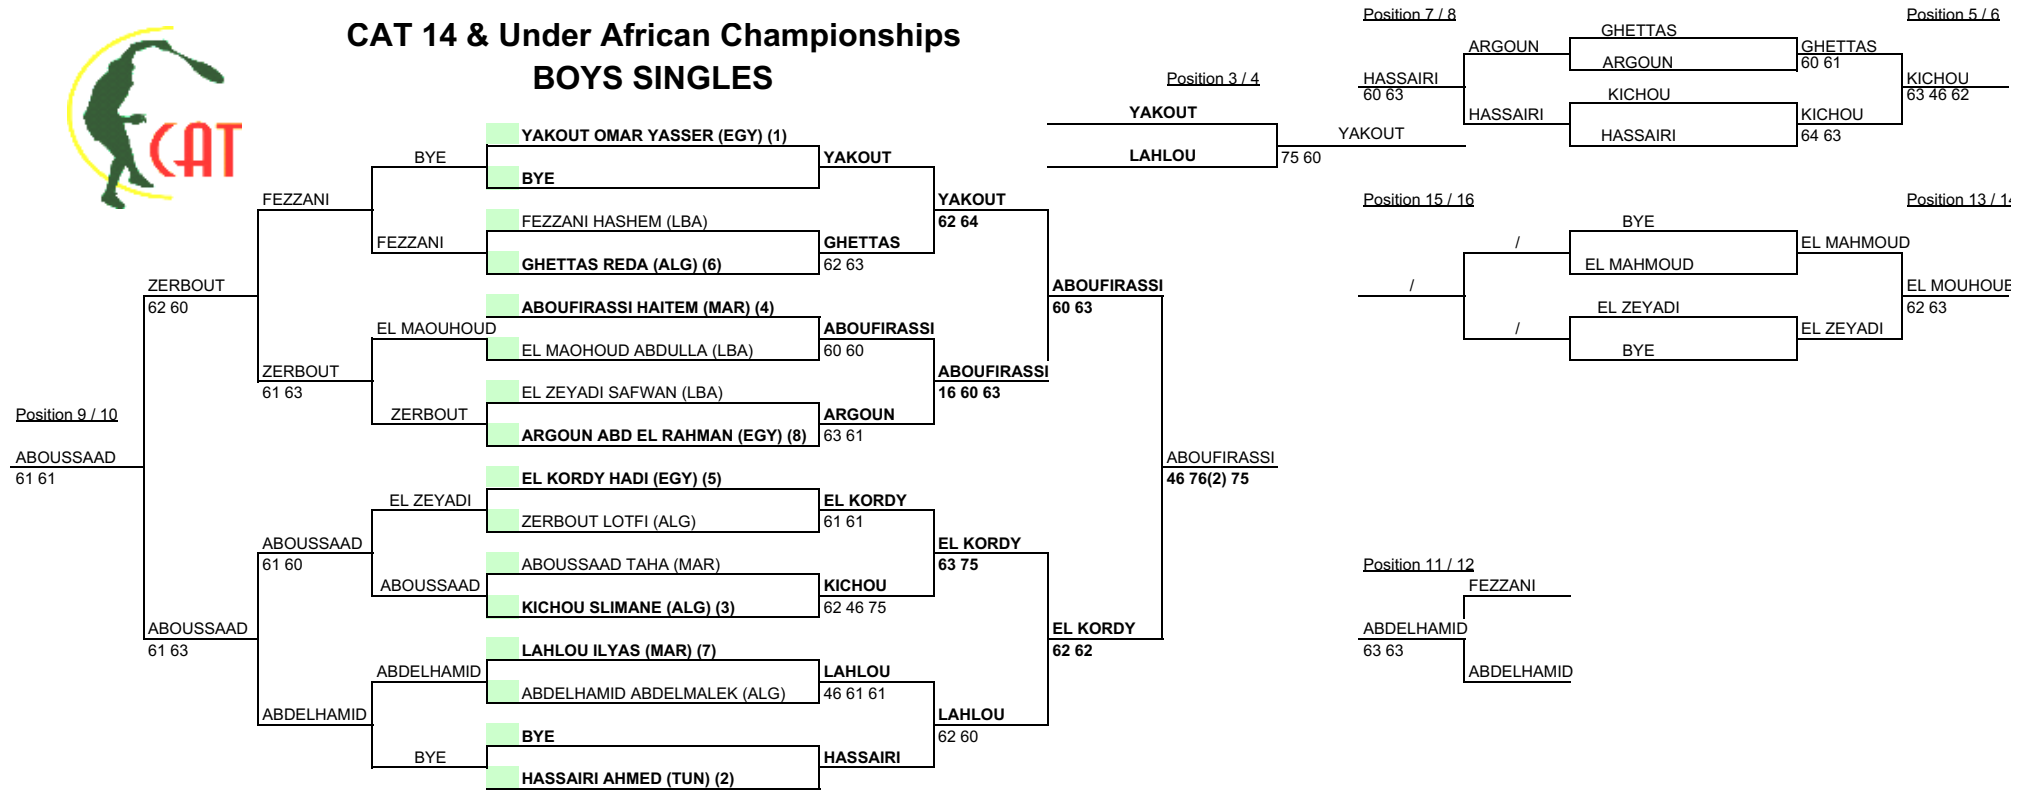 CAT 14 & Under African Championships
BOYS SINGLES
CAT
Position 9 / 10
ABOUSSAAD
61 61
ZERBOUT
62 60
ABOUSSAAD
61 63
FEZZANI
ZERBOUT
61 63
ABOUSSAAD
61 60
ABDELHAMID
BYE
FEZZANI
EL MAOUHOUD
ZERBOUT
EL ZEYADI
ABOUSSAAD
ABDELHAMID
BYE
YAKOUT OMAR YASSER (EGY) (1)
BYE
FEZZANI HASHEM (LBA)
GHETTAS REDA (ALG) (6)
ABOUFIRASSI HAITEM (MAR) (4)
EL MAOHOUD ABDULLA (LBA)
EL ZEYADI SAFWAN (LBA)
ARGOUN ABD EL RAHMAN (EGY) (8)
EL KORDY HADI (EGY) (5)
ZERBOUT LOTFI (ALG)
ABOUSSAAD TAHA (MAR)
KICHOU SLIMANE (ALG) (3)
LAHLOU ILYAS (MAR) (7)
ABDELHAMID ABDELMALEK (ALG)
BYE
HASSAIRI AHMED (TUN) (2)
YAKOUT
GHETTAS
62 63
ABOUFIRASSI
60 60
ARGOUN
63 61
EL KORDY
61 61
KICHOU
62 46 75
LAHLOU
46 61 61
HASSAIRI
YAKOUT
62 64
ABOUFIRASSI
16 60 63
EL KORDY
63 75
LAHLOU
62 60
ABOUFIRASSI
60 63
EL KORDY
62 62
ABOUFIRASSI
46 76(2) 75
Position 3 / 4
YAKOUT
LAHLOU
YAKOUT
75 60
Position 7 / 8
Position 5 / 6
HASSAIRI
60 63
ARGOUN
HASSAIRI
GHETTAS
ARGOUN
KICHOU
HASSAIRI
GHETTAS
60 61
KICHOU
64 63
KICHOU
63 46 62
Position 15 / 16
Position 13 / 14
/
/
/
BYE
EL MAHMOUD
EL ZEYADI
BYE
EL MAHMOUD
EL ZEYADI
EL MOUHOUE
62 63
Position 11 / 12
FEZZANI
ABDELHAMID
63 63
ABDELHAMID